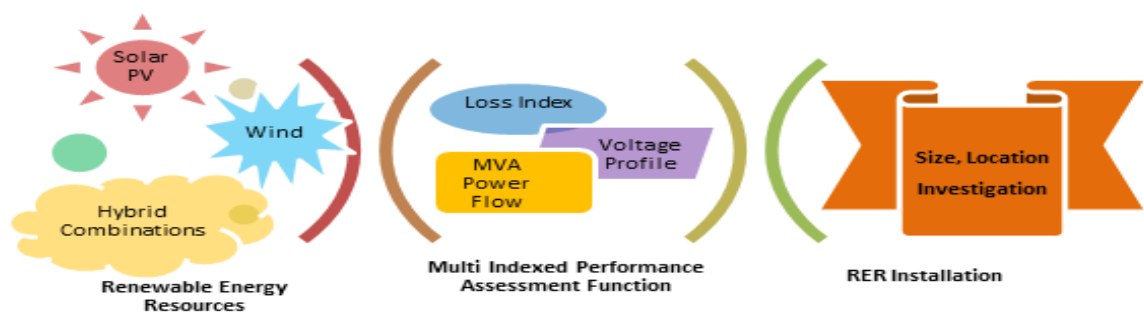 Solar
PV
Wind
Hybrid
Combinations
Renewable Energy
Resources
Loss Index
Voltage
Profile
MVA
Power
Flow
Multi Indexed Performance
Assessment Function
Size, Location
Investigation
RER Installation